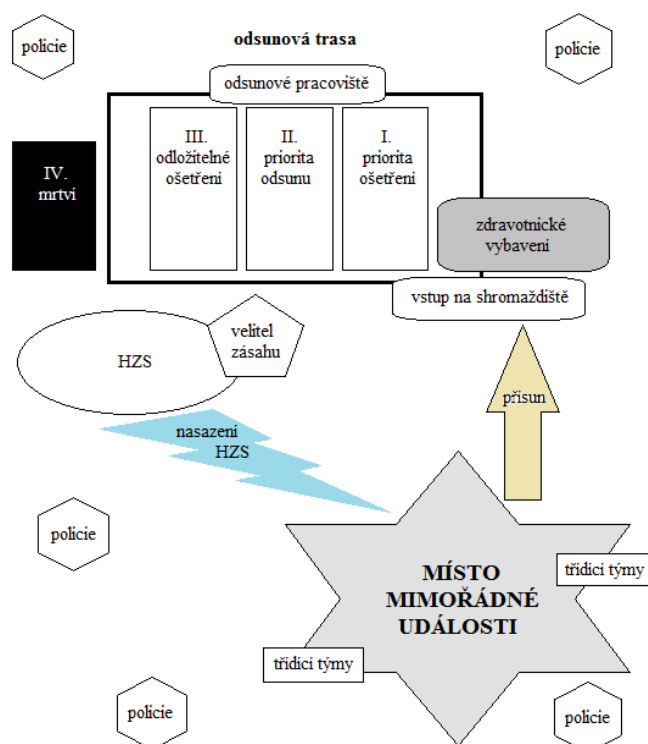 policie
odsunová trasa
policie
odsunové pracoviště
III.
odložitelné
ošetření
II.
priorita
odsunu
I.
priorita
ošetření
IV.
mrtví
zdravotnické
vybavení
vstup na shromaždiště
velitel
zásahu
HZS
přísun
nasazení
HZS
policie
MÍSTO
MIMOŘÁDNÉ
UDÁLOSTI
třídící týmy
třídící týmy
policie
policie